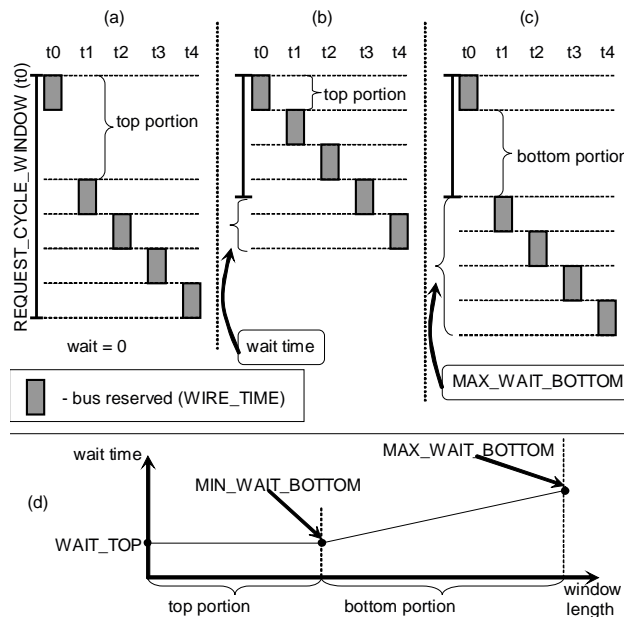 (a)
t0 t1 t2 t3 t4
REQUEST_CYCLE_WINDOW (t0)
top portion
wait = 0
(b)
t0 t1 t2 t3 t4
top portion
wait time
(c)
t0 t1 t2 t3 t4
bottom portion
MAX_WAIT_BOTTOM
- bus reserved (WIRE_TIME)
(d)
wait time
MAX_WAIT_BOTTOM
MIN_WAIT_BOTTOM
WAIT_TOP
top portion
bottom portion
window
length